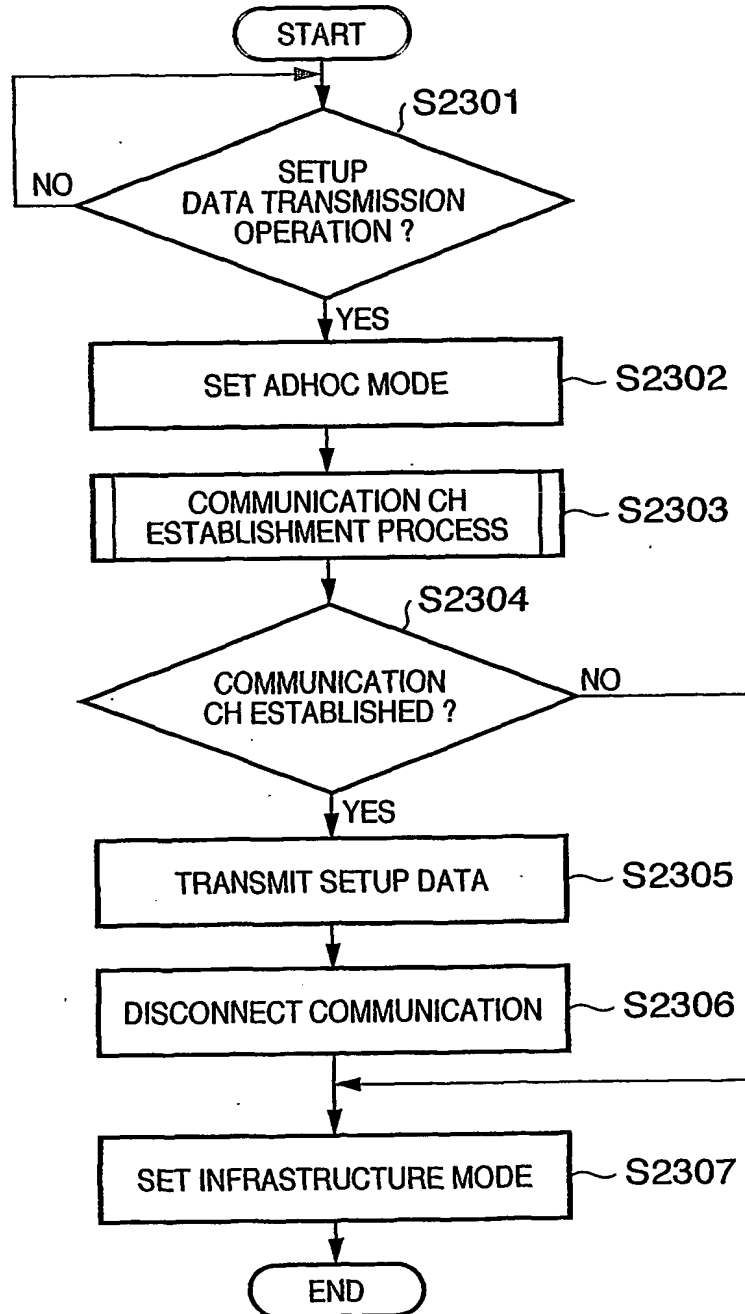 START
S2301
SETUP
DATA TRANSMISSION
OPERATION ?
NO
YES
SET ADHOC MODE
S2302
COMMUNICATION CH
ESTABLISHMENT PROCESS
S2303
S2304
COMMUNICATION
CH ESTABLISHED ?
NO
YES
TRANSMIT SETUP DATA
S2305
DISCONNECT COMMUNICATION
S2306
SET INFRASTRUCTURE MODE
S2307
END